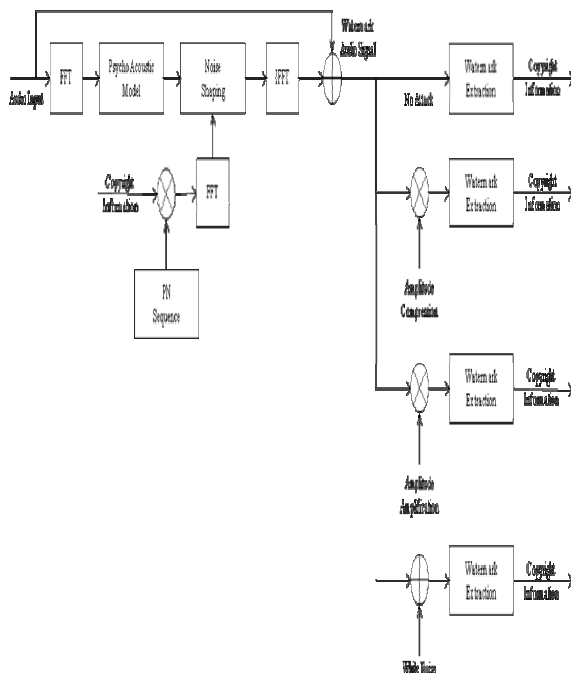 Watermark
Audio Signal
FFT
Psycho Acoustic
Model
Noise
Shaping
IFFT
Audio Input
No Attack
Watermark
Extraction
Copyright
Information
Copyright
Information
FFT
PN
Sequence
Watermark
Extraction
Copyright
Information
Amplitude
Compression
Watermark
Extraction
Copyright
Information
Amplitude
Amplification
Watermark
Extraction
Copyright
Information
White Noise